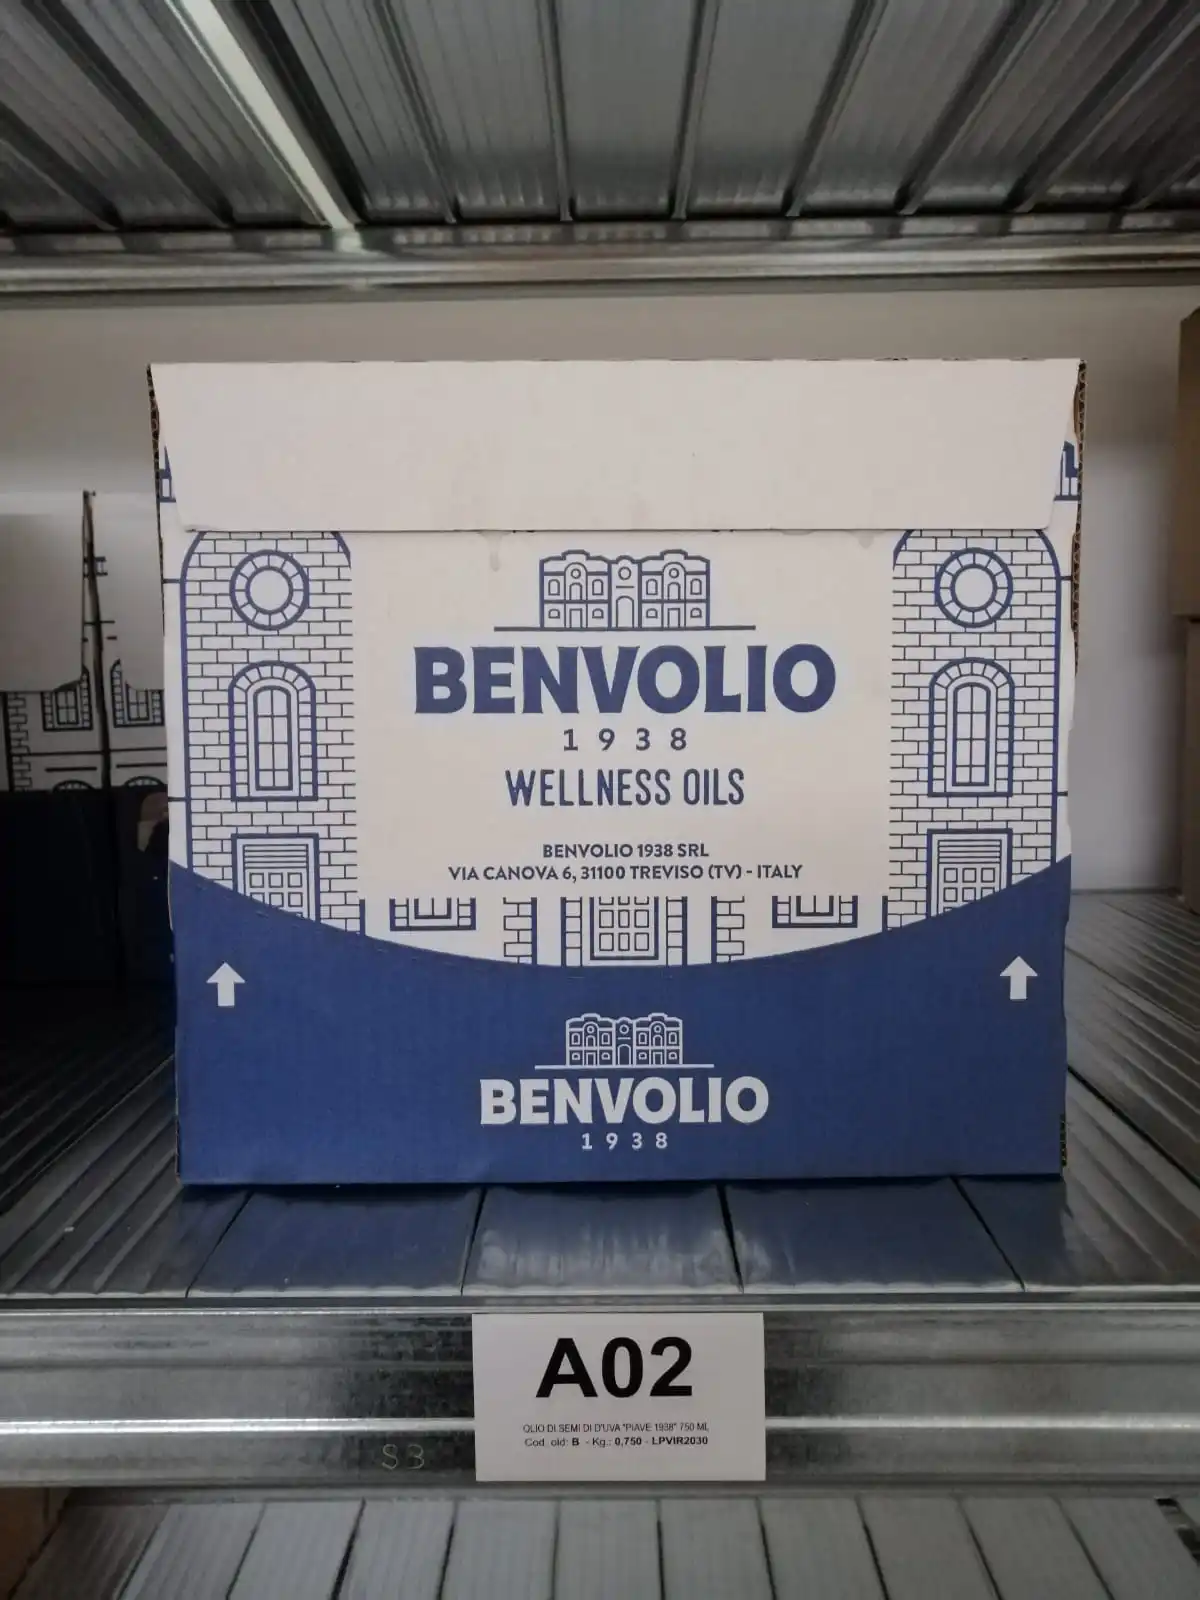 BENVOLIO
1938
WELLNESS OILS
BENVOLIO 1938 SRL
VIA CANOVA 6, 31100 TREVISO (TV) - ITALY
BENVOLIO
1938
A02
OLIO DI SEMI DI D'UVA "PIAVE 1938" 750 ML
Cod. old: B - Kg.: 0,750 - LPVIR2030
S3